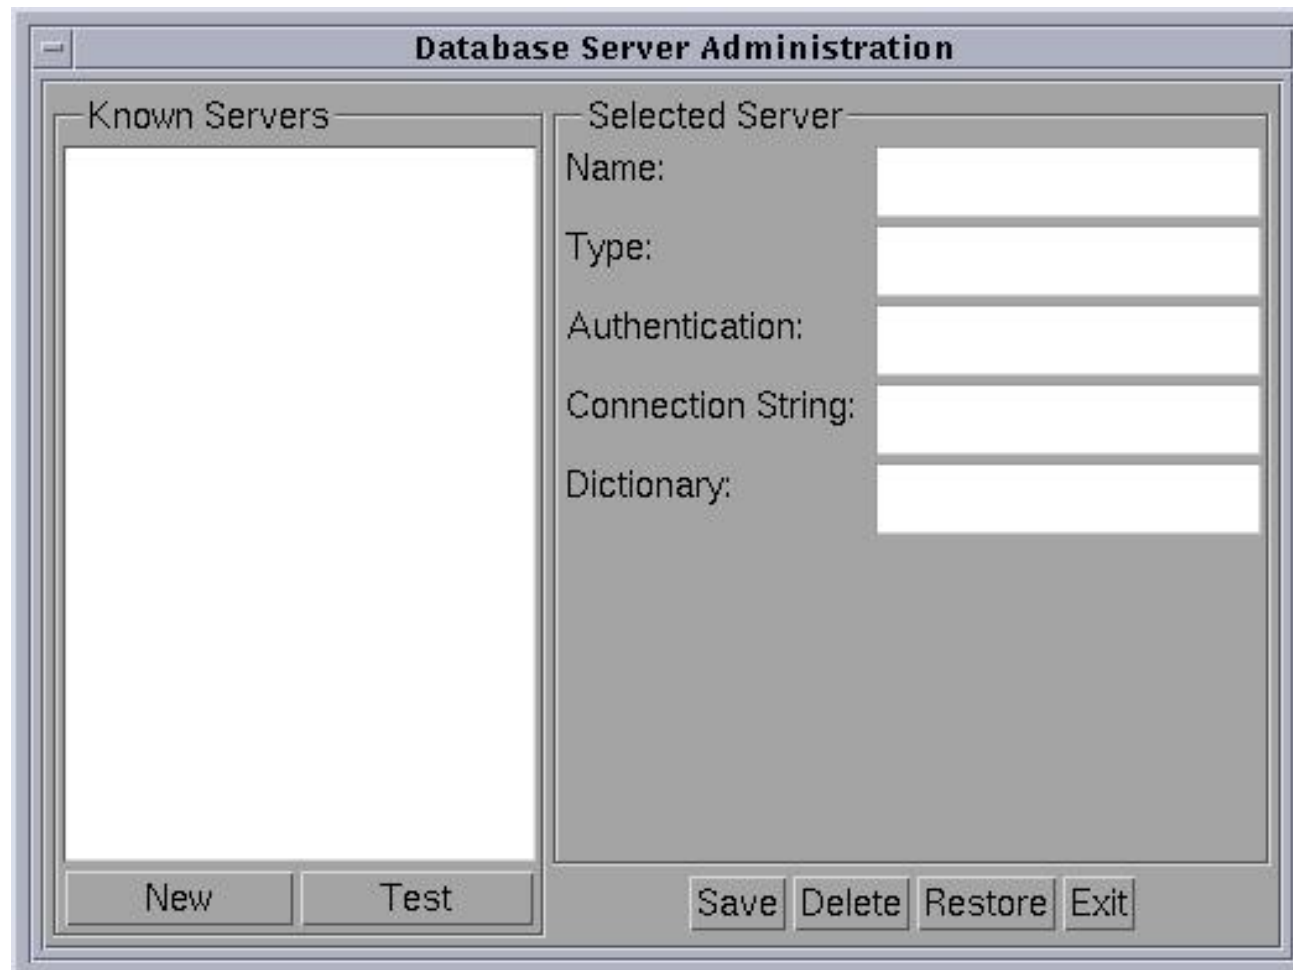 Database Server Administration
Known Servers
Selected Server
Name:
Type:
Authentication:
Connection String:
Dictionary:
New Test
Save Delete Restore Exit